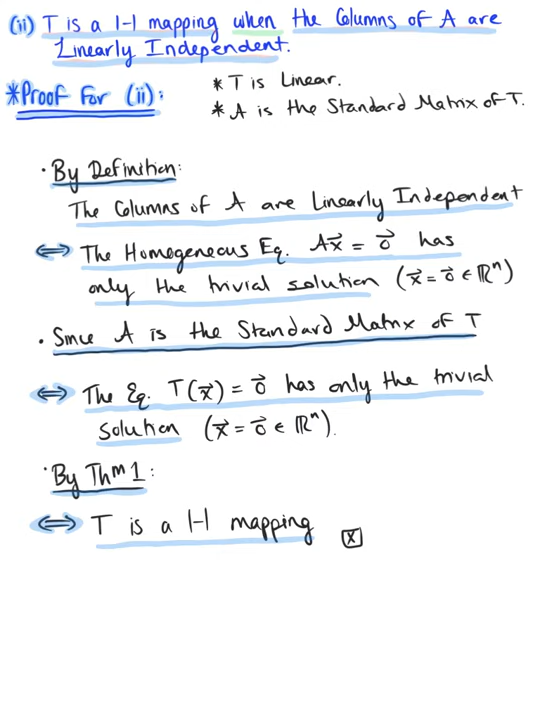 (ii) T is a 1-1 mapping when the Columns of A are
Linearly Independent.
*Proof For (ii):
* T is Linear.
* A is the Standard Matrix of T.
· By Definition:
The Columns of A are Linearly Independent
⟺ The Homogeneous Eq. Ax⃗ = 0⃗ has
only the trivial solution (x⃗ = 0⃗ ∈ ℝⁿ)
· Since A is the Standard Matrix of T
⟺ The Eq. T(x⃗) = 0⃗ has only the trivial
Solution (x⃗ = 0⃗ ∈ ℝⁿ).
· By Thᵐ 1:
⟺ T is a 1-1 mapping ☒